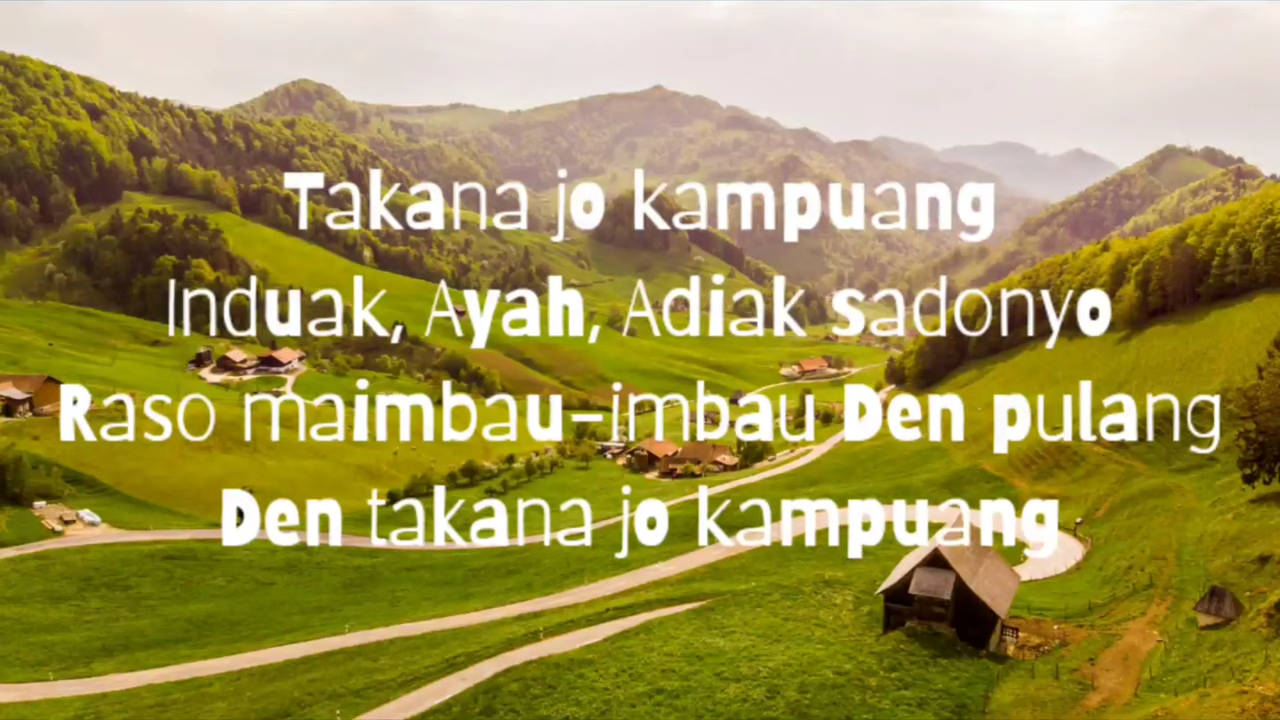 Takana jo kampuang
Induak, Ayah, Adiak sadonyo
Raso maimbau-imbau Den pulang
Den takana jo kampuang